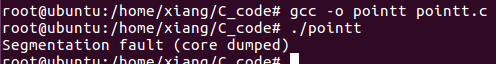 root@ubuntu:/home/xiang/C_code# gcc -o pointt pointt.c
root@ubuntu:/home/xiang/C_code# ./pointt
Segmentation fault (core dumped)
root@ubuntu:/home/xiang/C_code#